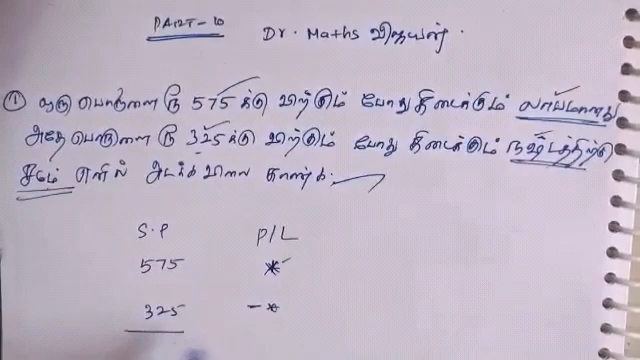 PART-10
Dr. Maths விஜயன்.
① ஒரு பொருளை ரூ 575 க்கு விற்கும் போது கிடைக்கும் லாபமானது
அதே பொருளை ரூ 325 க்கு விற்கும் போது கிடைக்கும் நஷ்டத்திற்கு
சமம் எனில் அடக்க விலை காண்க.
S.P P/L
575 *
325 - *